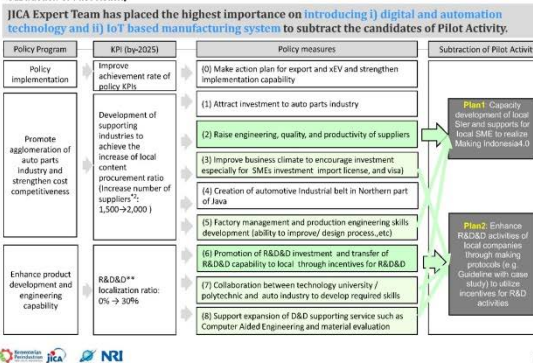 JICA Expert Team has placed the highest importance on introducing i) digital and automation
technology and ii) IoT based manufacturing system to subtract the candidates of Pilot Activity.
Policy Program
KPI (by-2025)
Policy measures
Subtraction of Pilot Activity
Policy
implementation
Improve
achievement rate of
policy KPIs
(0) Make action plan for export and xEV and strengthen
implementation capability
Promote
agglomeration of
auto parts
industry and
strengthen cost
competitiveness
Development of
supporting
industries to
achieve the
increase of local
content
procurement ratio
(Increase number of
suppliers*2:
1,500→2,000 )
(1) Attract investment to auto parts industry
(2) Raise engineering, quality, and productivity of suppliers
(3) Improve business climate to encourage investment
especially for SMEs investment import license, and visa)
(4) Creation of automotive Industrial belt in Northern part
of Java
(5) Factory management and production engineering skills
development (ability to improve/ design process.,etc)
Enhance product
development and
engineering
capability
R&D&D**
localization ratio:
0% → 30%
(6) Promotion of R&D&D investment and transfer of
R&D&D capability to local through incentives for R&D&D
(7) Collaboration between technology university /
polytechnic and auto industry to develop required skills
(8) Support expansion of D&D supporting service such as
Computer Aided Engineering and material evaluation
Plan1: Capacity
development of local
SIer and supports for
local SME to realize
Making Indonesia4.0
Plan2: Enhance
R&D&D activities of
local companies
through making
protocols (e.g.
Guideline with case
study) to utilize
incentives for R&D
activities
Kementerian
Perindustrian
jICA
NRI